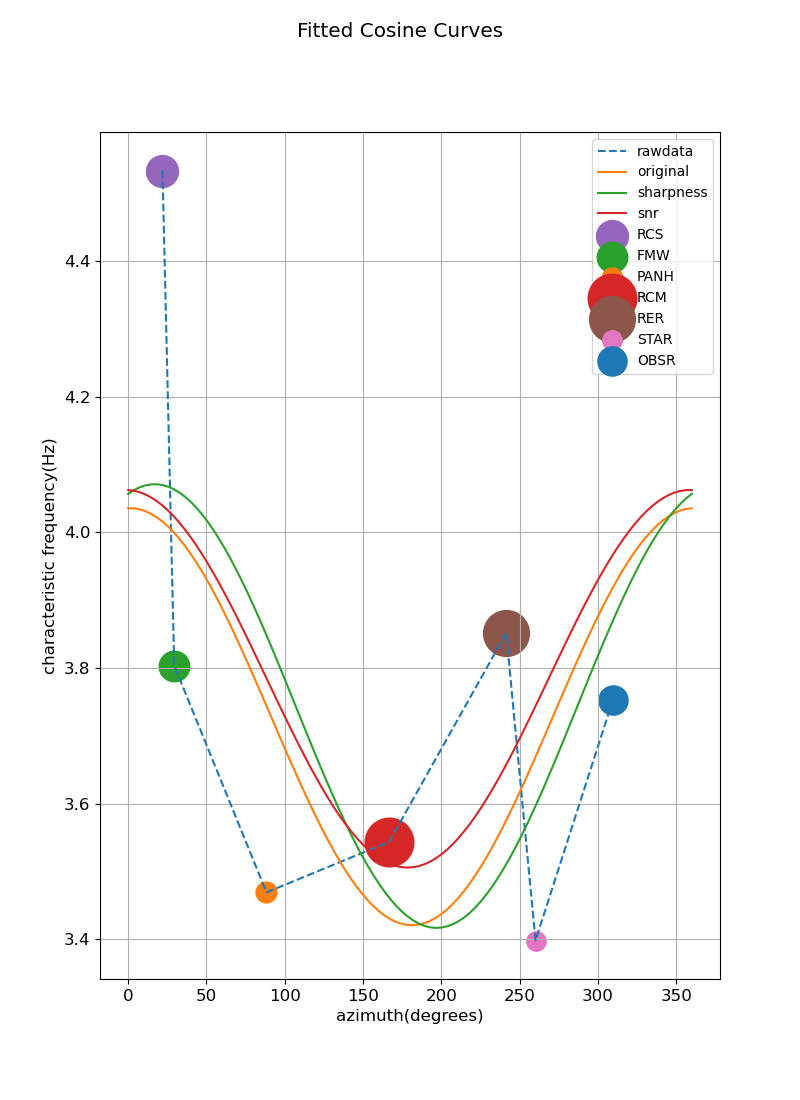 Fitted Cosine Curves
rawdata
original
sharpness
snr
RCS
FMW
PANH
RCM
RER
STAR
OBSR
characteristic frequency(Hz)
4.4
4.2
4.0
3.8
3.6
3.4
0 50 100 150 200 250 300 350
azimuth(degrees)